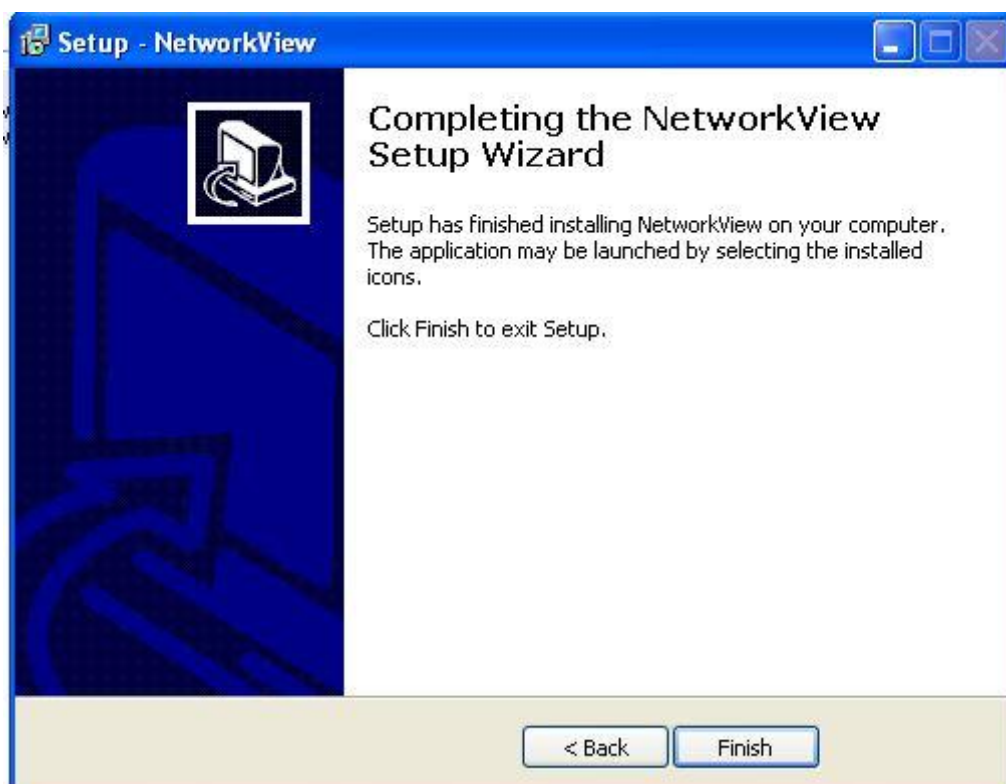 Setup - NetworkView
Completing the NetworkView
Setup Wizard
Setup has finished installing NetworkView on your computer.
The application may be launched by selecting the installed
icons.
Click Finish to exit Setup.
< Back
Finish